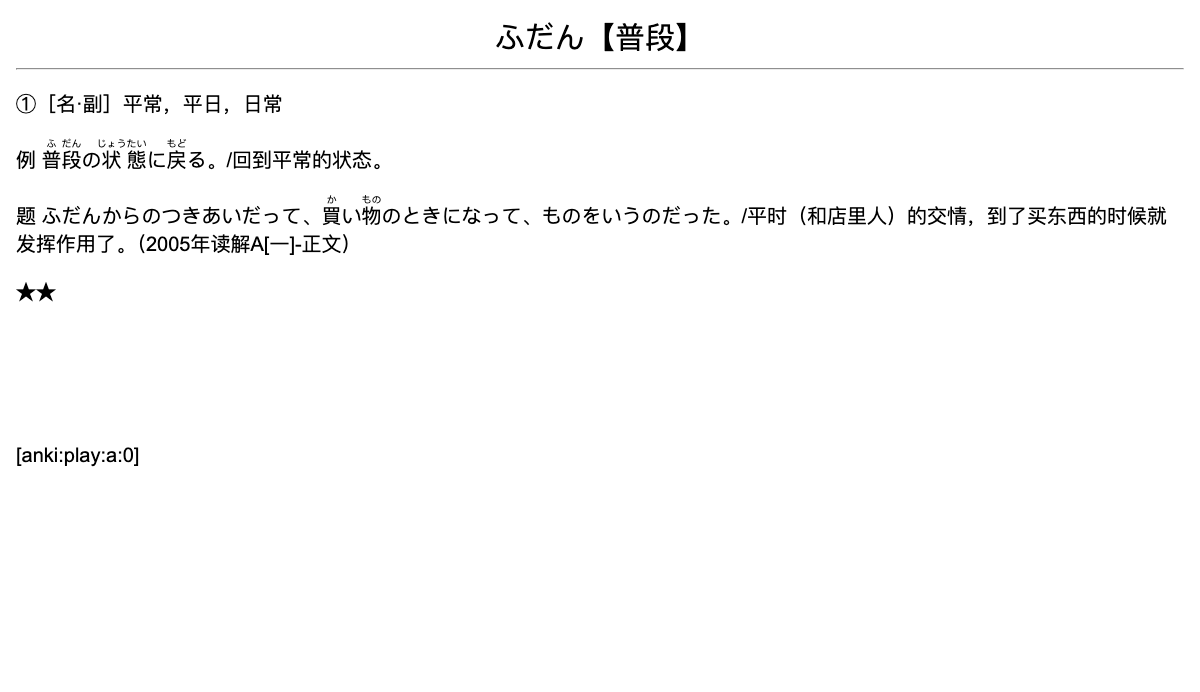 ふだん【普段】
①［名·副］平常，平日，日常
例 普段の状態に戻る。/回到平常的状态。
题 ふだんからのつきあいだって、買い物のときになって、ものをいうのだった。/平时（和店里人）的交情，到了买东西的时候就
发挥作用了。（2005年读解A[一]-正文）
★★
[anki:play:a:0]